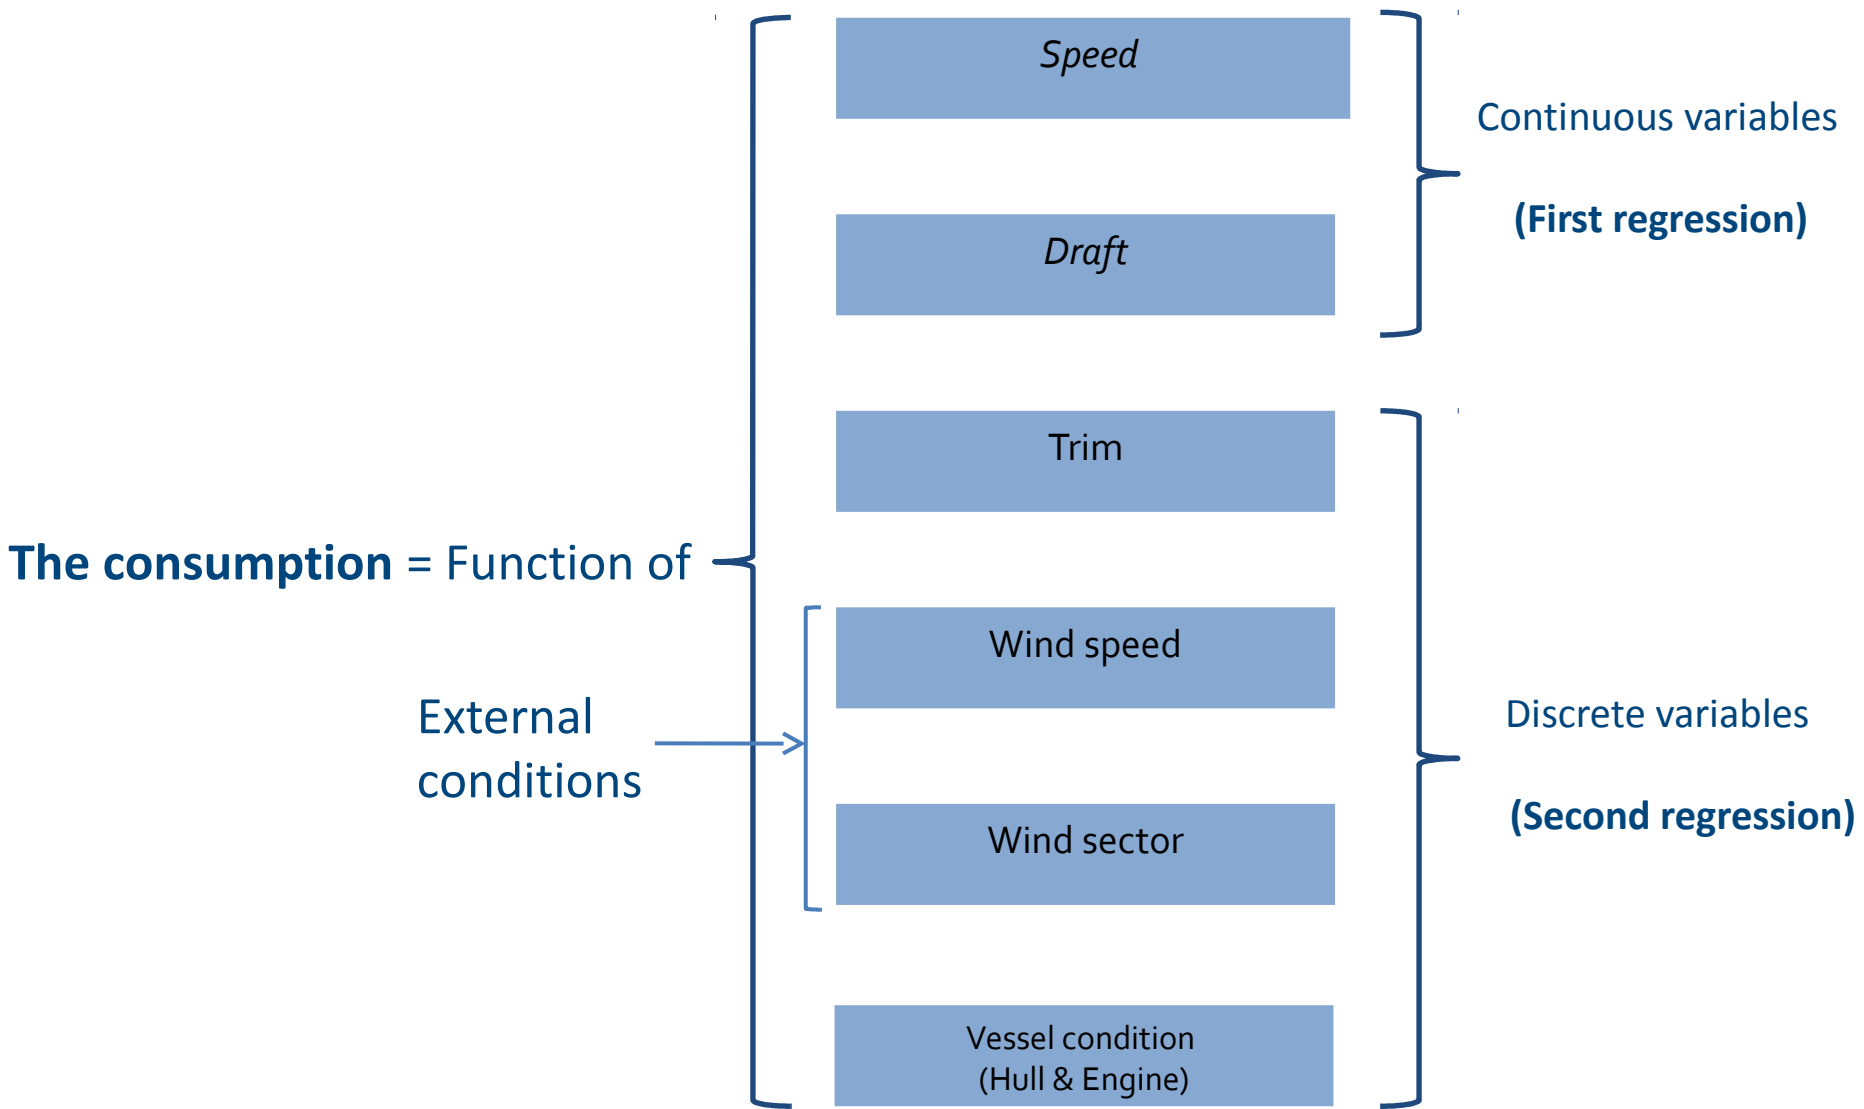 Speed
Continuous variables
(First regression)
Draft
Trim
The consumption = Function of
Wind speed
External
conditions
Discrete variables
(Second regression)
Wind sector
Vessel condition
(Hull & Engine)